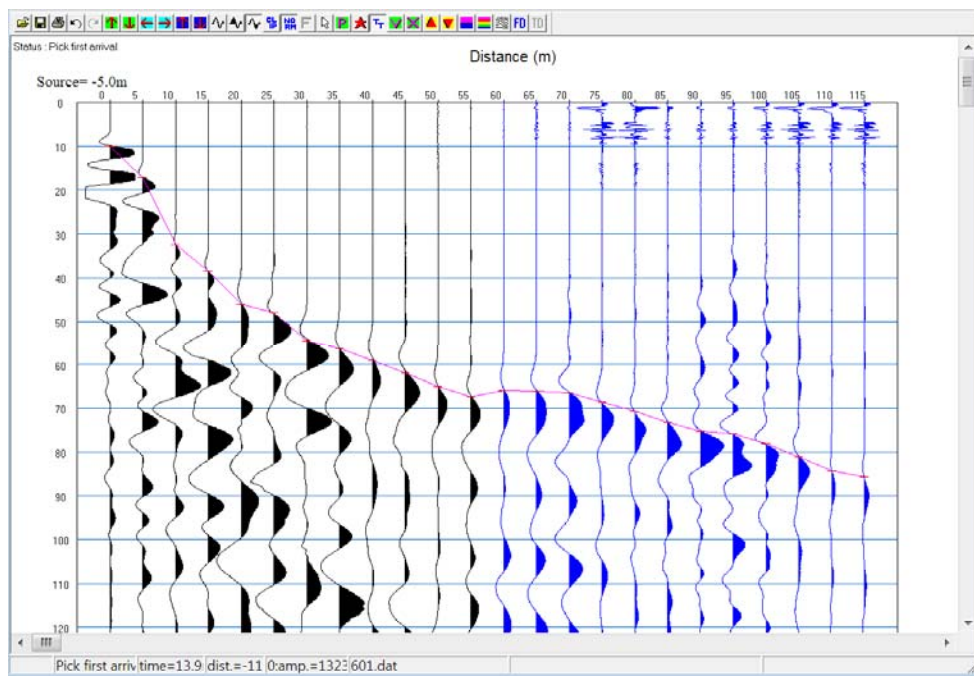 NO RM F P TT FD TD
Status : Pick first arrival
Distance (m)
Source= -5.0m
0 5 10 15 20 25 30 35 40 45 50 55 60 65 70 75 80 85 90 95 100 105 110 115
0
10
20
30
40
50
60
70
80
90
100
110
120
Pick first arriv time=13.9 dist.=-11 0:amp.=1323 601.dat